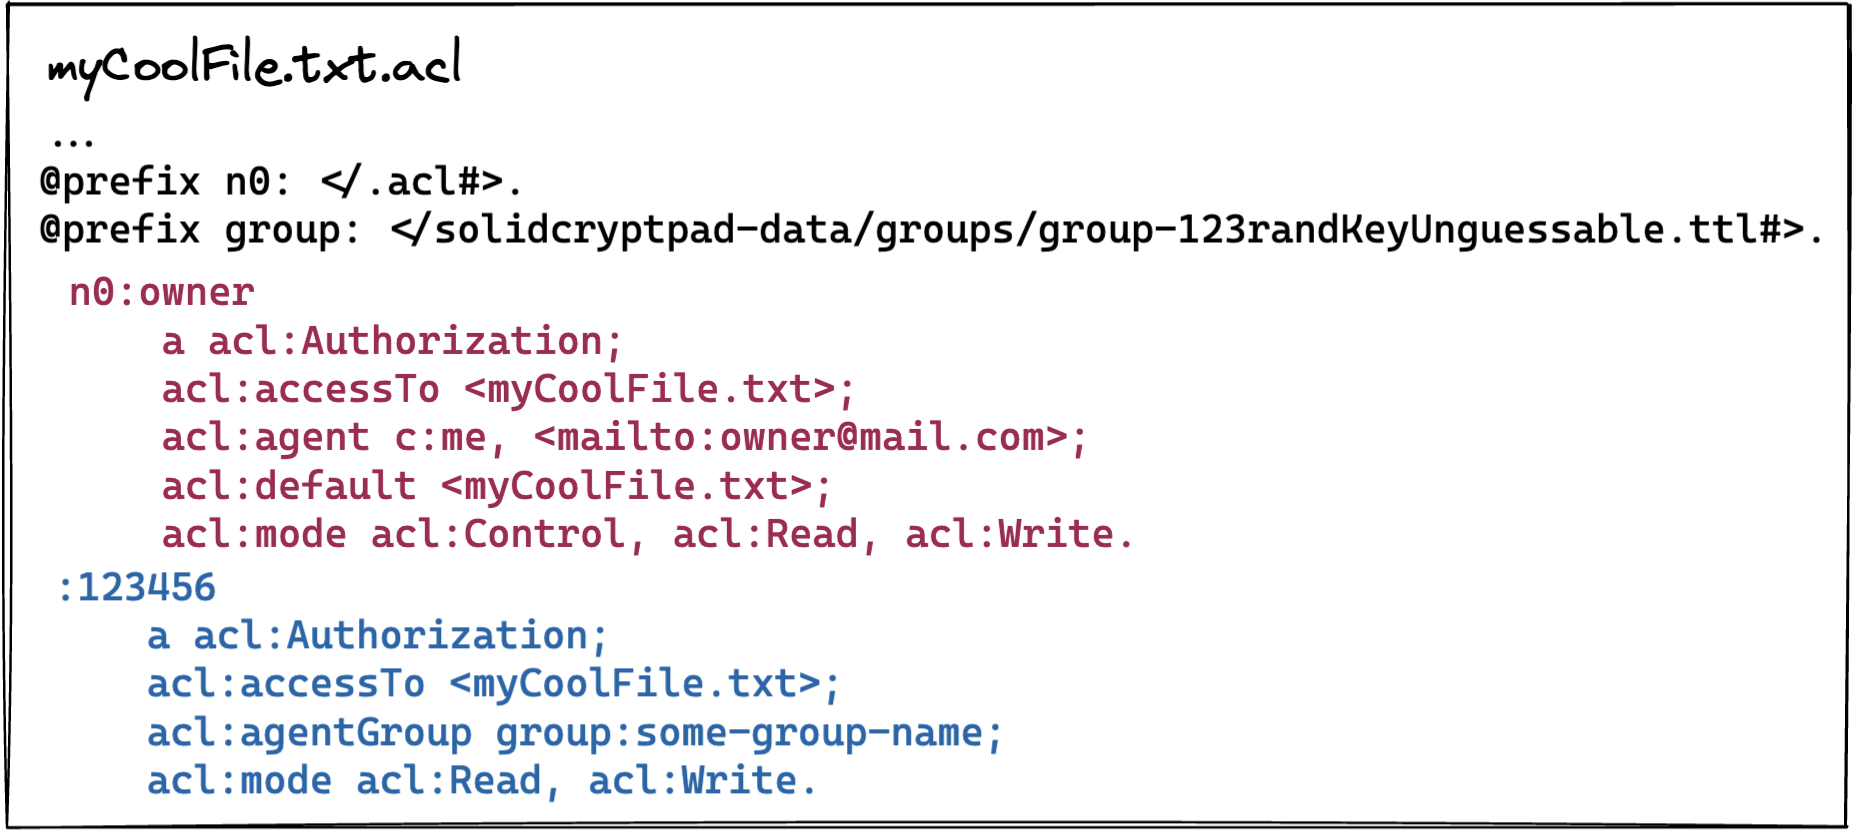 myCoolFile.txt.acl
...
@prefix n0: </.acl#>.
@prefix group: </solidcryptpad-data/groups/group-123randKeyUnguessable.ttl#>.
n0:owner
a acl:Authorization;
acl:accessTo <myCoolFile.txt>;
acl:agent c:me, <mailto:owner@mail.com>;
acl:default <myCoolFile.txt>;
acl:mode acl:Control, acl:Read, acl:Write.
:123456
a acl:Authorization;
acl:accessTo <myCoolFile.txt>;
acl:agentGroup group:some-group-name;
acl:mode acl:Read, acl:Write.